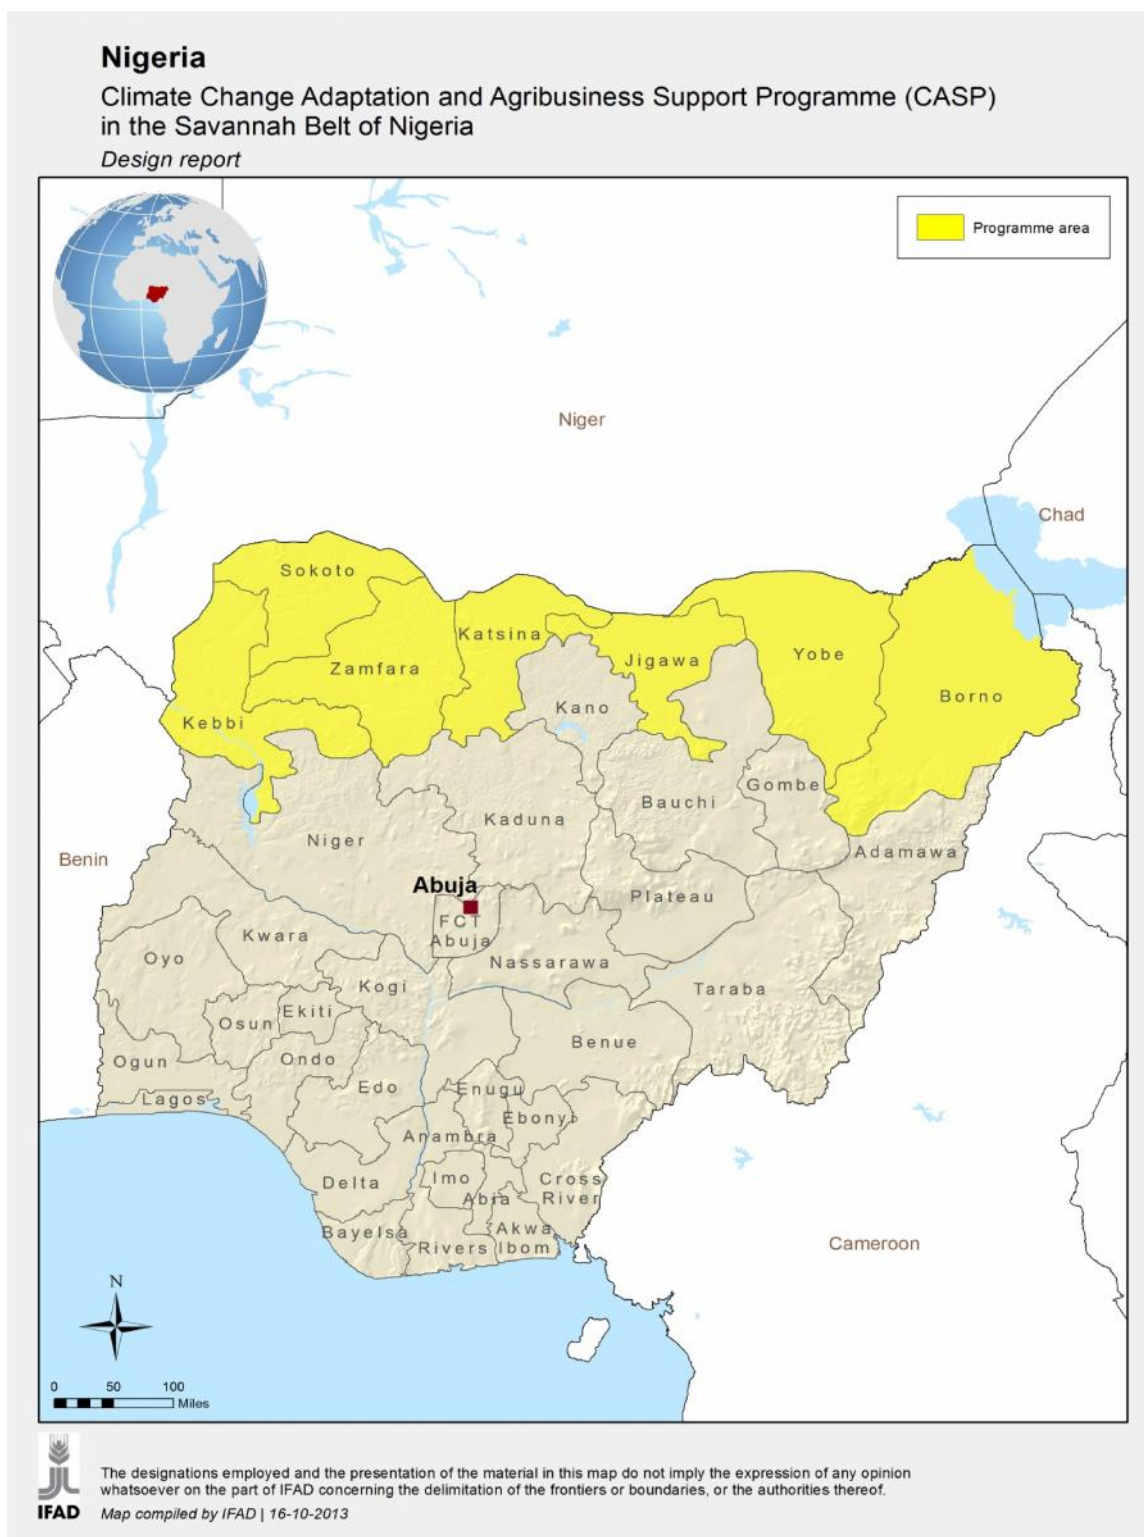 Nigeria
Climate Change Adaptation and Agribusiness Support Programme (CASP)
in the Savannah Belt of Nigeria
Design report
Programme area
Niger
Chad
Sokoto
Katsina
Zamfara
Jigawa
Yobe
Borno
Kano
Kebbi
Gombe
Bauchi
Kaduna
Niger
Adamawa
Benin
Abuja
Plateau
FCT
Abuja
Kwara
Oyo
Nassarawa
Kogi
Taraba
Ekiti
Osun
Benue
Ogun
Ondo
Edo
Enugu
Lagos
Ebonyi
Anambra
Delta
Imo
Cross
River
Abia
Bayelsa
Akwa
Ibom
Rivers
Cameroon
N
0 50 100
Miles
The designations employed and the presentation of the material in this map do not imply the expression of any opinion
whatsoever on the part of IFAD concerning the delimitation of the frontiers or boundaries, or the authorities thereof.
IFAD
Map compiled by IFAD | 16-10-2013